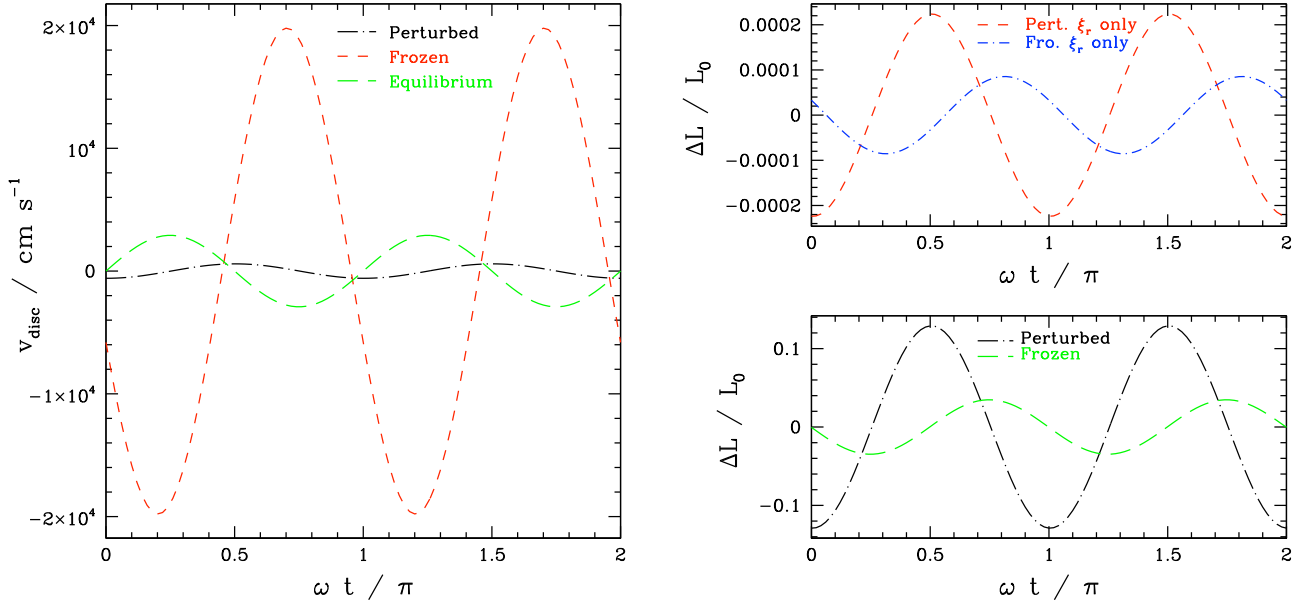 2×10⁴
10⁴
0
−1×10⁴
−2×10⁴
v_disc / cm s⁻¹
Perturbed
Frozen
Equilibrium
0 0.5 1 1.5 2
ω t / π
0.0002
0.0001
0
−0.0001
−0.0002
ΔL / L₀
Pert. ξ_r only
Fro. ξ_r only
0 0.5 1 1.5 2
ω t / π
0.1
0
−0.1
ΔL / L₀
Perturbed
Frozen
0 0.5 1 1.5 2
ω t / π